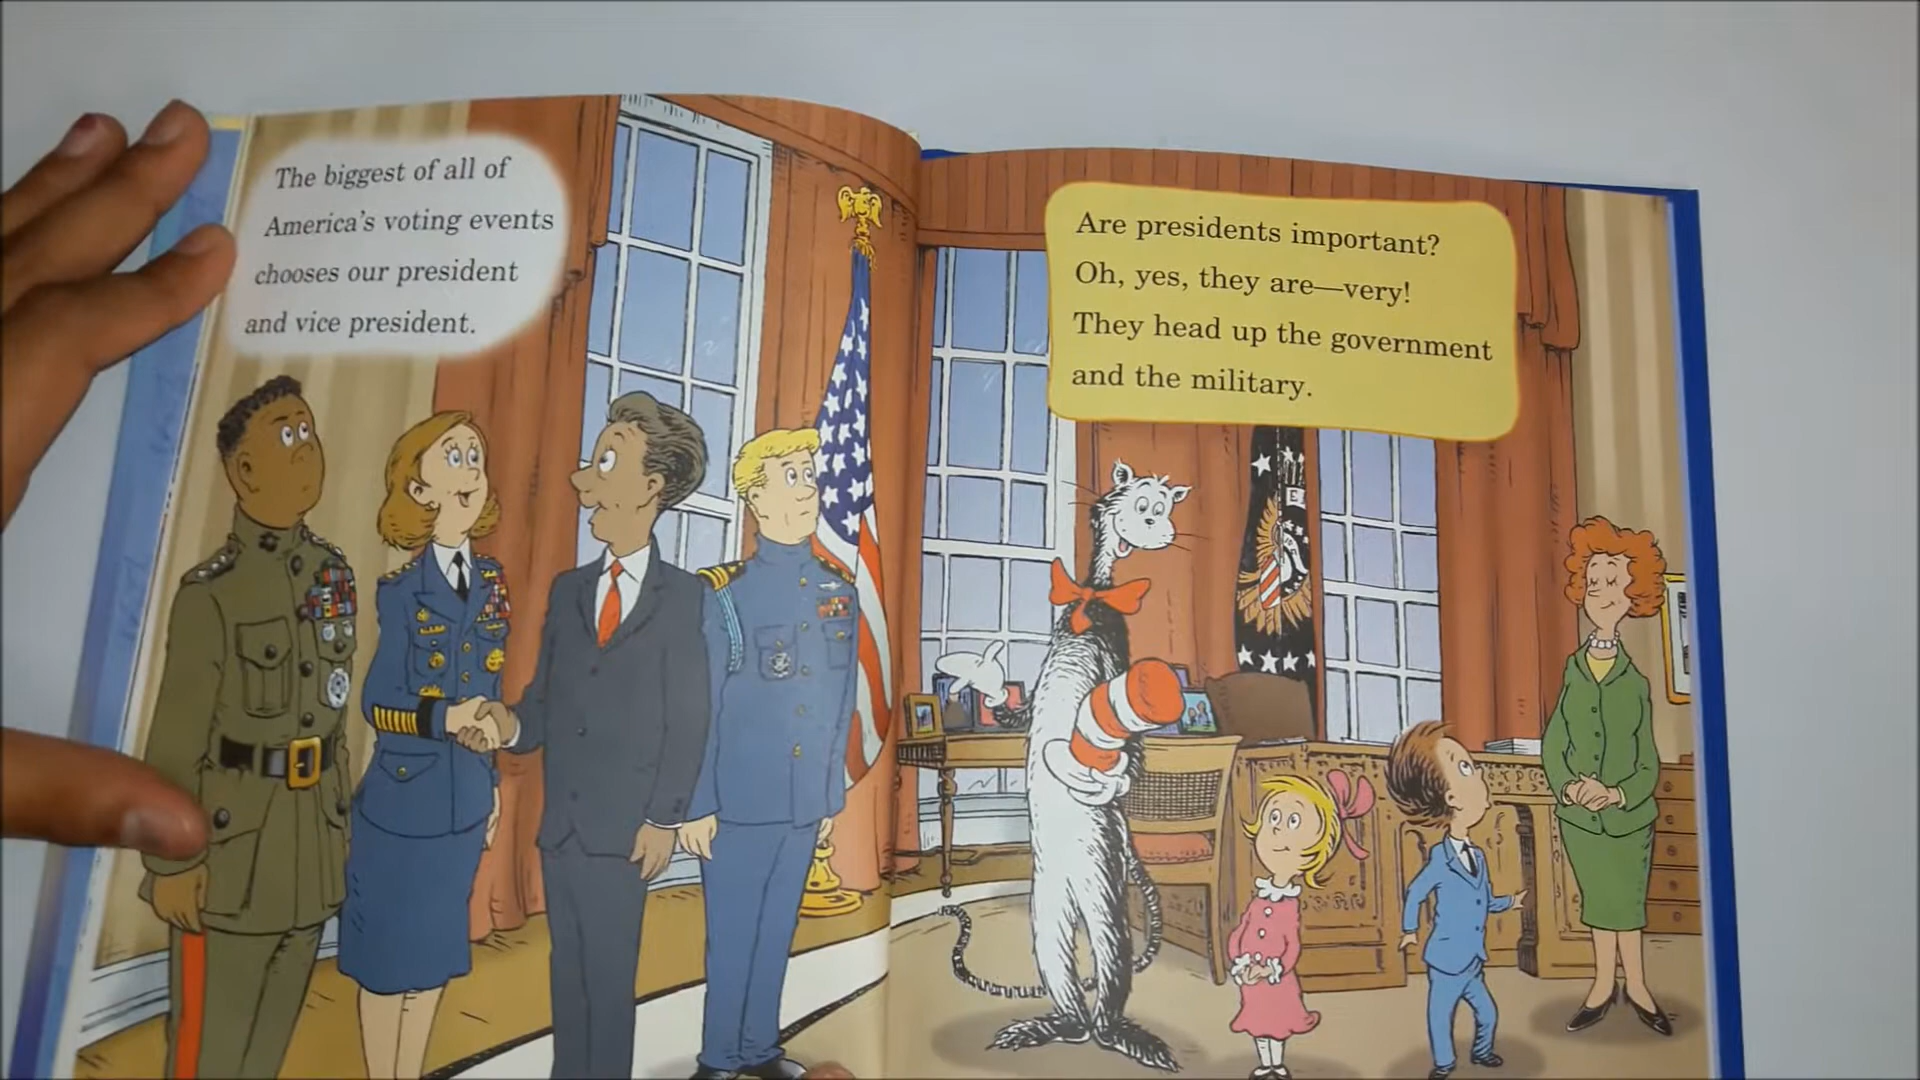 The biggest of all of
America's voting events
chooses our president
and vice president.
Are presidents important?
Oh, yes, they are—very!
They head up the government
and the military.